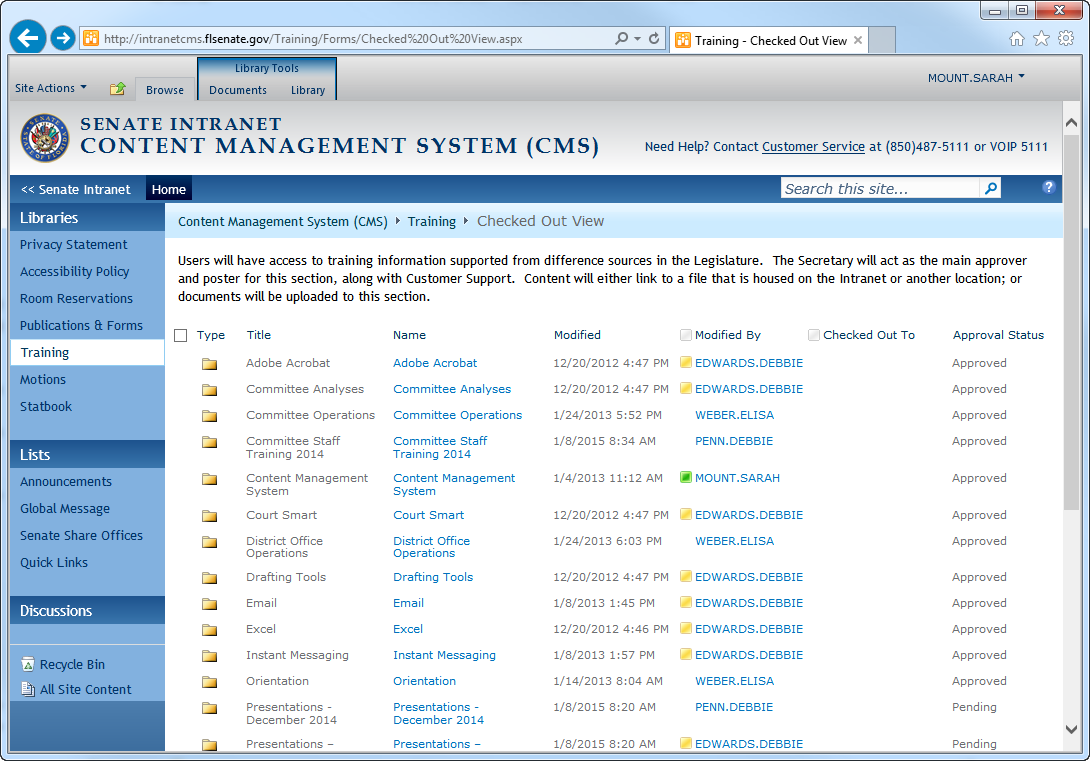 http://intranetcms.flsenate.gov/Training/Forms/Checked%20Out%20View.aspx
Training - Checked Out View
Library Tools
Site Actions
Browse
Documents
Library
MOUNT.SARAH
SENATE INTRANET
CONTENT MANAGEMENT SYSTEM (CMS)
Need Help? Contact Customer Service at (850)487-5111 or VOIP 5111
<< Senate Intranet
Home
Search this site...
Libraries
Privacy Statement
Accessibility Policy
Room Reservations
Publications & Forms
Training
Motions
Statbook
Lists
Announcements
Global Message
Senate Share Offices
Quick Links
Discussions
Recycle Bin
All Site Content
Content Management System (CMS) Training Checked Out View
Users will have access to training information supported from difference sources in the Legislature. The Secretary will act as the main approver
and poster for this section, along with Customer Support. Content will either link to a file that is housed on the Intranet or another location; or
documents will be uploaded to this section.
Type Title Name Modified Modified By Checked Out To Approval Status
Adobe Acrobat Adobe Acrobat 12/20/2012 4:47 PM EDWARDS.DEBBIE Approved
Committee Analyses Committee Analyses 12/20/2012 4:47 PM EDWARDS.DEBBIE Approved
Committee Operations Committee Operations 1/24/2013 5:52 PM WEBER.ELISA Approved
Committee Staff Committee Staff 1/8/2015 8:34 AM PENN.DEBBIE Approved
Training 2014 Training 2014
Content Management Content Management 1/4/2013 11:12 AM MOUNT.SARAH Approved
System System
Court Smart Court Smart 12/20/2012 4:47 PM EDWARDS.DEBBIE Approved
District Office District Office 1/24/2013 6:03 PM WEBER.ELISA Approved
Operations Operations
Drafting Tools Drafting Tools 12/20/2012 4:47 PM EDWARDS.DEBBIE Approved
Email Email 1/8/2013 1:45 PM EDWARDS.DEBBIE Approved
Excel Excel 12/20/2012 4:46 PM EDWARDS.DEBBIE Approved
Instant Messaging Instant Messaging 1/8/2013 1:57 PM EDWARDS.DEBBIE Approved
Orientation Orientation 1/14/2013 8:04 AM WEBER.ELISA Approved
Presentations - Presentations - 1/8/2015 8:20 AM PENN.DEBBIE Pending
December 2014 December 2014
Presentations – Presentations – 1/8/2015 8:20 AM EDWARDS.DEBBIE Pending